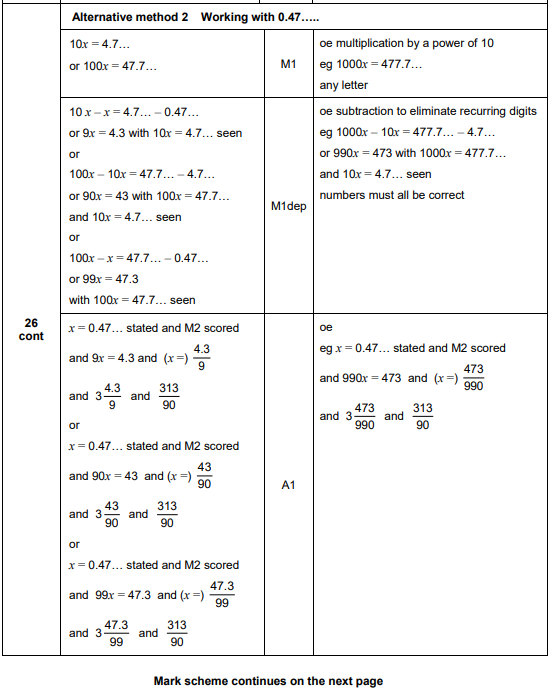 Alternative method 2 Working with 0.47…..
10x = 4.7…
or 100x = 47.7…
M1
oe multiplication by a power of 10
eg 1000x = 477.7…
any letter
10 x – x = 4.7… – 0.47…
or 9x = 4.3 with 10x = 4.7… seen
or
100x – 10x = 47.7… – 4.7…
or 90x = 43 with 100x = 47.7…
and 10x = 4.7… seen
or
100x – x = 47.7… – 0.47…
or 99x = 47.3
with 100x = 47.7… seen
M1dep
oe subtraction to eliminate recurring digits
eg 1000x – 10x = 477.7… – 4.7…
or 990x = 473 with 1000x = 477.7…
and 10x = 4.7… seen
numbers must all be correct
26
cont
x = 0.47… stated and M2 scored
and 9x = 4.3 and (x =) 4.3/9
and 3 4.3/9 and 313/90
or
x = 0.47… stated and M2 scored
and 90x = 43 and (x =) 43/90
and 3 43/90 and 313/90
or
x = 0.47… stated and M2 scored
and 99x = 47.3 and (x =) 47.3/99
and 3 47.3/99 and 313/90
A1
oe
eg x = 0.47… stated and M2 scored
and 990x = 473 and (x =) 473/990
and 3 473/990 and 313/90
Mark scheme continues on the next page